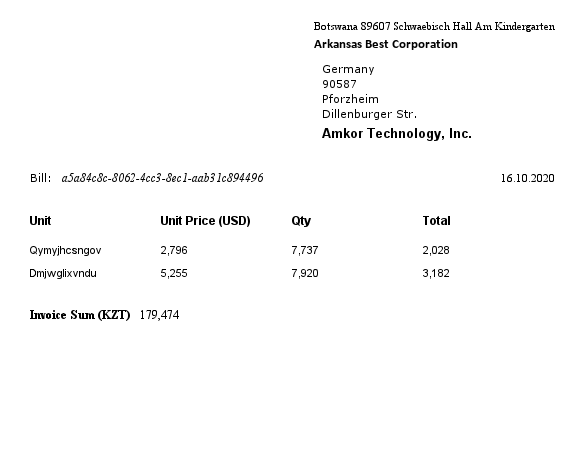 Botswana 89607 Schwaebisch Hall Am Kindergarten
Arkansas Best Corporation
Germany
90587
Pforzheim
Dillenburger Str.
Amkor Technology, Inc.
Bill: a5a84c8c-8062-4cc3-8ec1-aab31c894496 16.10.2020
Unit Unit Price (USD) Qty Total
Qymyjhcsngov 2,796 7,737 2,028
Dmjwglixvndu 5,255 7,920 3,182
Invoice Sum (KZT) 179,474